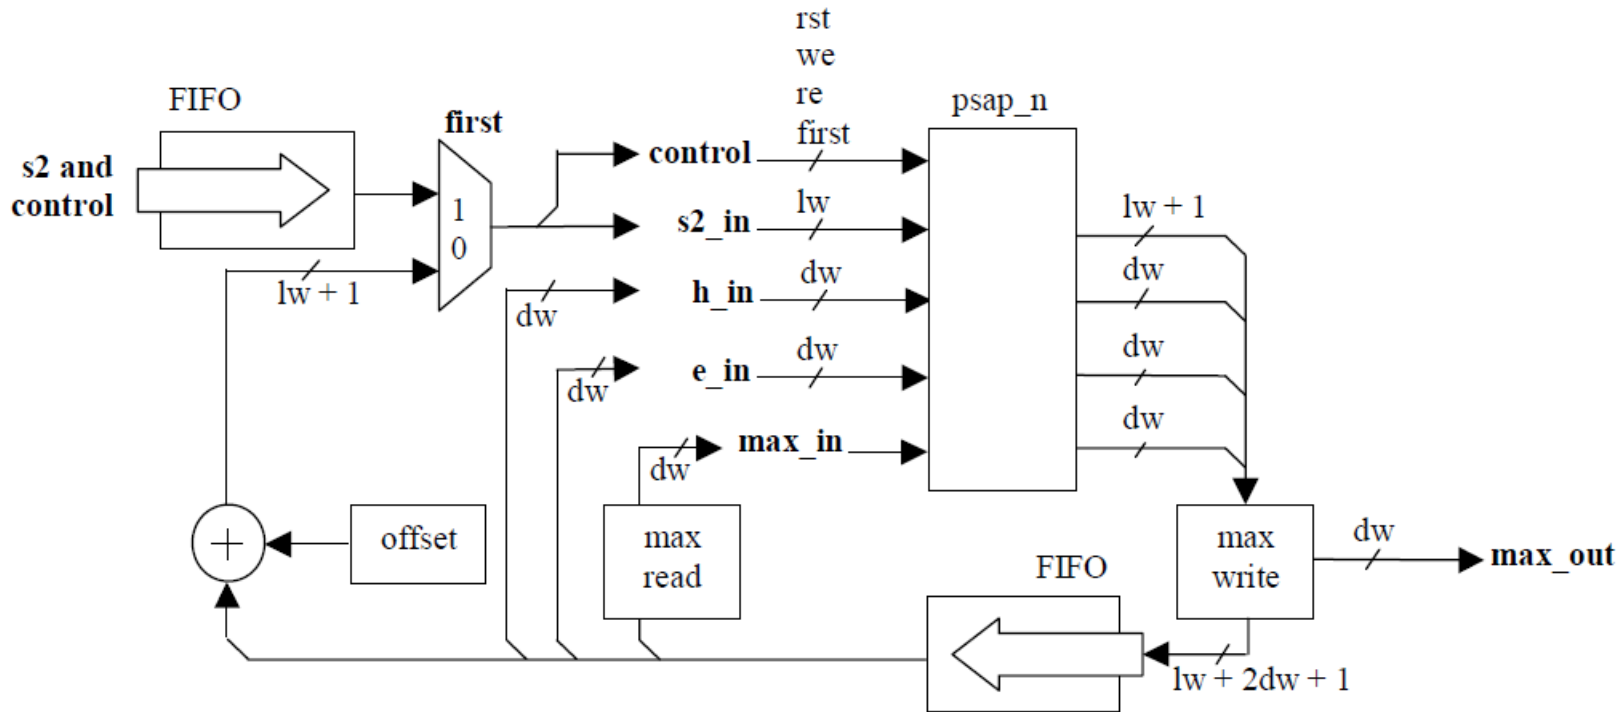 rst
we
re
first
FIFO
psap_n
first
s2 and
control
control
1
0
s2_in
lw
lw + 1
lw + 1
h_in
dw
dw
dw
e_in
dw
dw
dw
max_in
dw
dw
offset
max
read
FIFO
max
write
dw
max_out
lw + 2dw + 1